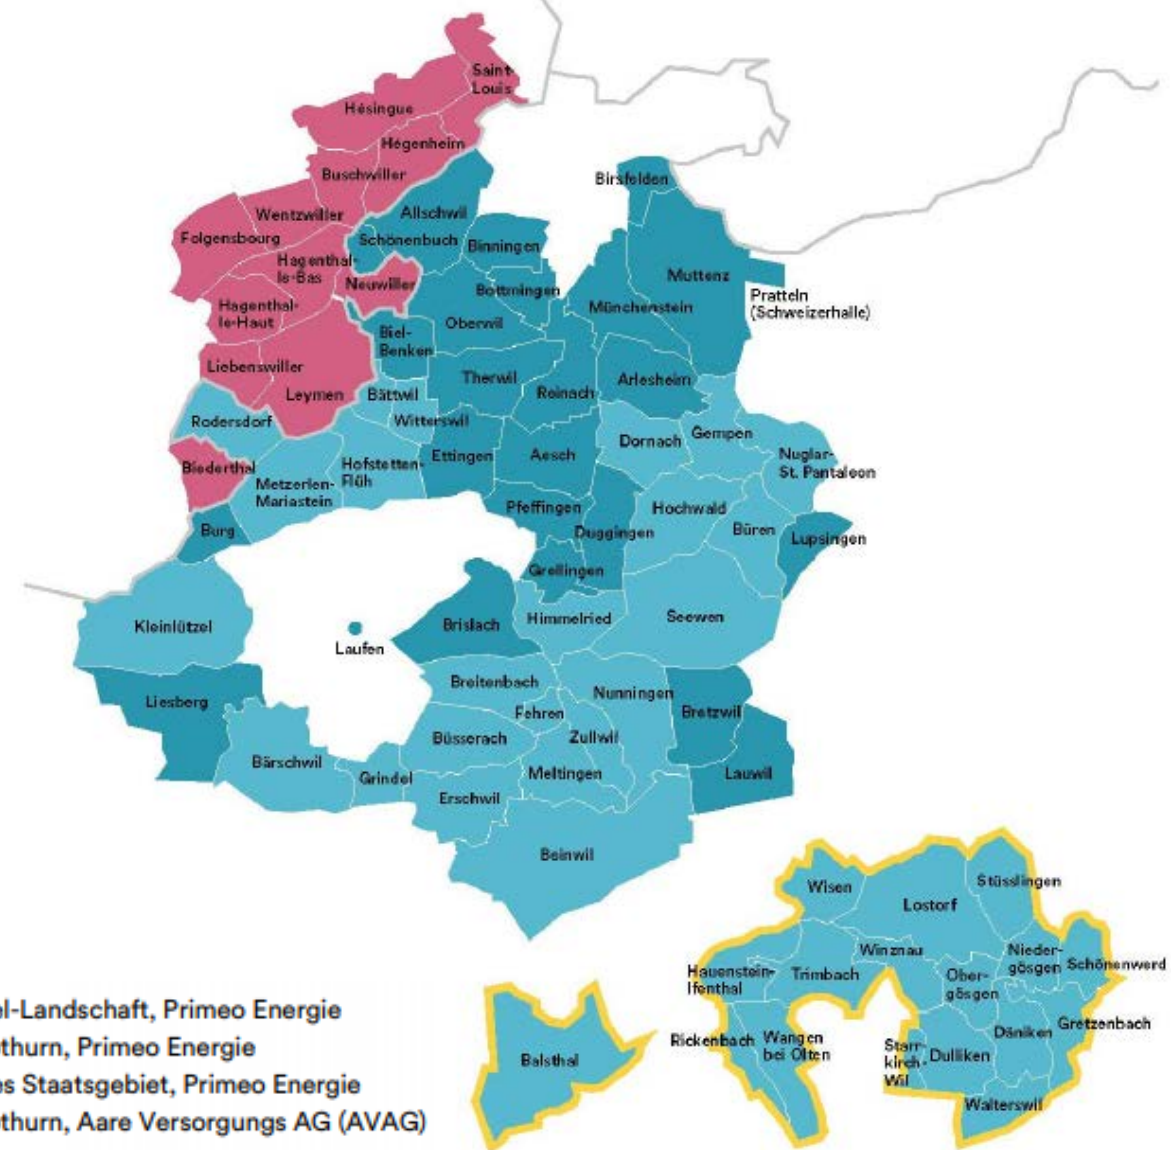 Saint-
Louis
Hésingue
Hégenheim
Buschwiller
Birsfelden
Wentzwiller
Allschwil
Folgensbourg
Schönenbuch
Binningen
Hagenthal-
le-Bas
Neuwiller
Muttenz
Bottmingen
Pratteln
(Schweizerhalle)
Hagenthal-
le-Haut
Münchenstein
Oberwil
Biel-
Benken
Liebenswiller
Therwil
Arlesheim
Reinach
Leymen
Bättwil
Rodersdorf
Witterswil
Dornach
Gempen
Biederthal
Hofstetten-
Flüh
Ettingen
Aesch
Nuglar-
St. Pantaleon
Metzerlen-
Mariastein
Pfeffingen
Hochwald
Burg
Duggingen
Büren
Lupsingen
Grellingen
Kleinlützel
Brislach
Himmelried
Seewen
Laufen
Breitenbach
Nunningen
Liesberg
Fehren
Bretzwil
Büsserach
Zullwil
Bärschwil
Grindel
Meltingen
Lauwil
Erschwil
Beinwil
Wisen
Stüsslingen
Lostorf
Winznau
Nieder-
gösgen
Schönenwerd
Hauenstein-
Ifenthal
Trimbach
Ober-
gösgen
Rickenbach
Wangen
bei Olten
Starr-
kirch-
Wil
Dulliken
Däniken
Gretzenbach
Balsthal
Walterswil
el-Landschaft, Primeo Energie
othurn, Primeo Energie
es Staatsgebiet, Primeo Energie
othurn, Aare Versorgungs AG (AVAG)